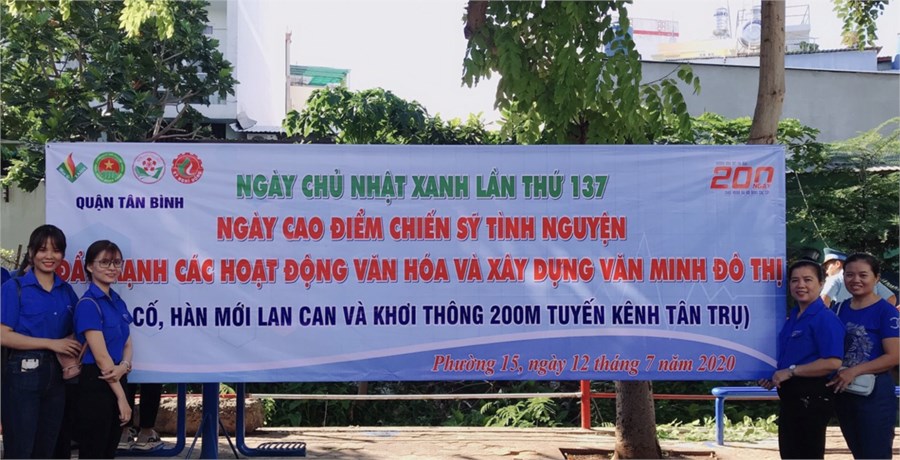 QUẬN TÂN BÌNH
200
NGÀY
NGÀY CHỦ NHẬT XANH LẦN THỨ 137
NGÀY CAO ĐIỂM CHIẾN SỸ TÌNH NGUYỆN
ĐẨY MẠNH CÁC HOẠT ĐỘNG VĂN HÓA VÀ XÂY DỰNG VĂN MINH ĐÔ THỊ
CỐ, HÀN MỚI LAN CAN VÀ KHƠI THÔNG 200M TUYẾN KÊNH TÂN TRỤ)
Phường 15, ngày 12 tháng 7 năm 2020